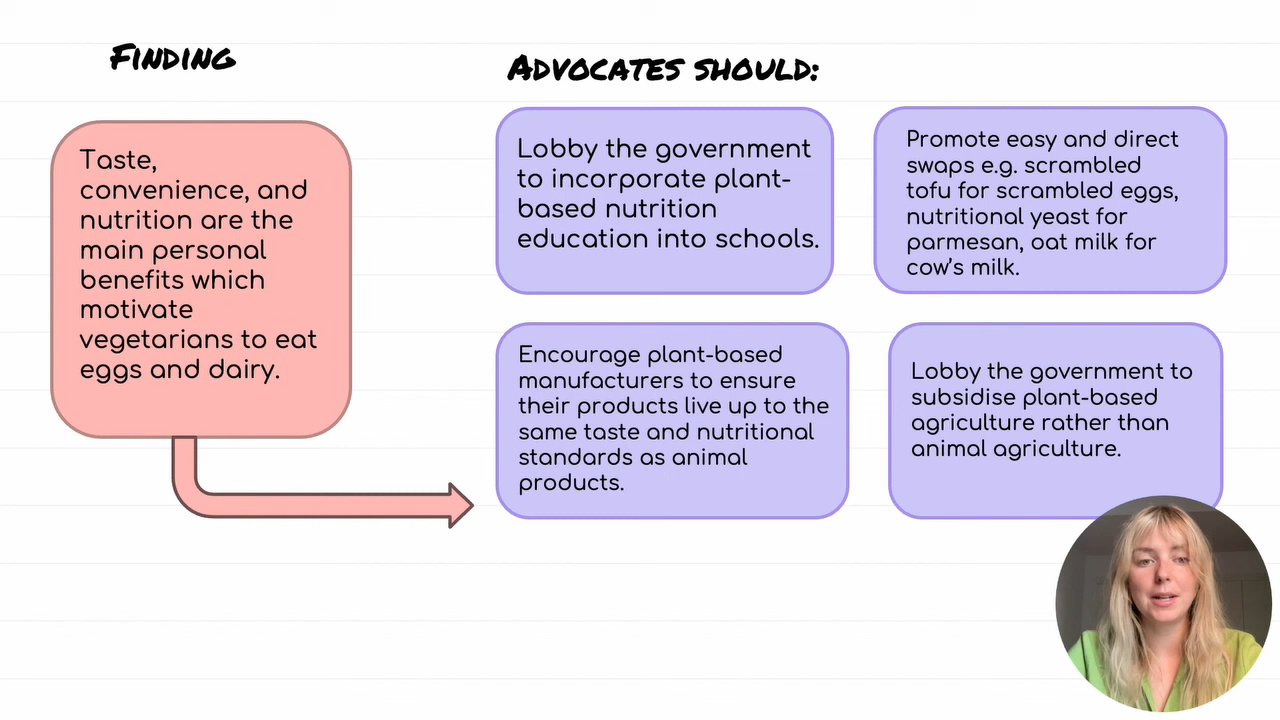 Finding
Advocates should:
Taste,
convenience, and
nutrition are the
main personal
benefits which
motivate
vegetarians to eat
eggs and dairy.
Lobby the government
to incorporate plant-
based nutrition
education into schools.
Promote easy and direct
swaps e.g. scrambled
tofu for scrambled eggs,
nutritional yeast for
parmesan, oat milk for
cow's milk.
Encourage plant-based
manufacturers to ensure
their products live up to the
same taste and nutritional
standards as animal
products.
Lobby the government to
subsidise plant-based
agriculture rather than
animal agriculture.